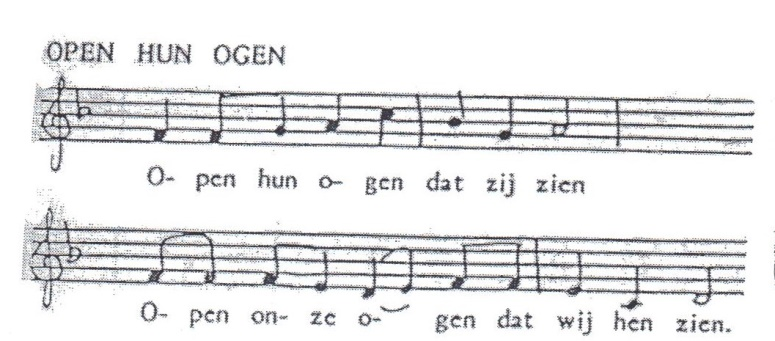 OPEN HUN OGEN
O- pen hun o- gen dat zij zien
O- pen on- ze o- gen dat wij hen zien.